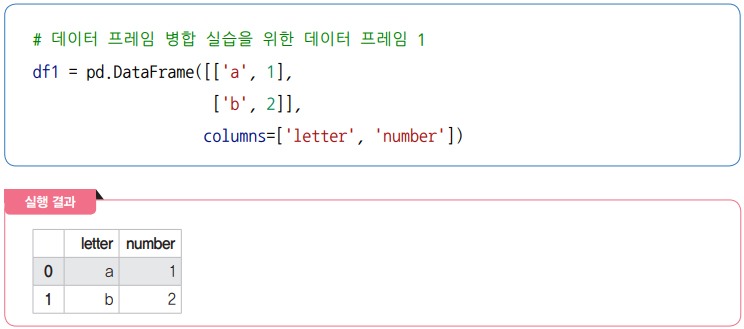 # 데이터 프레임 병합 실습을 위한 데이터 프레임 1
df1 = pd.DataFrame([['a', 1],
['b', 2]],
columns=['letter', 'number'])
실행 결과
letter number
0 a 1
1 b 2